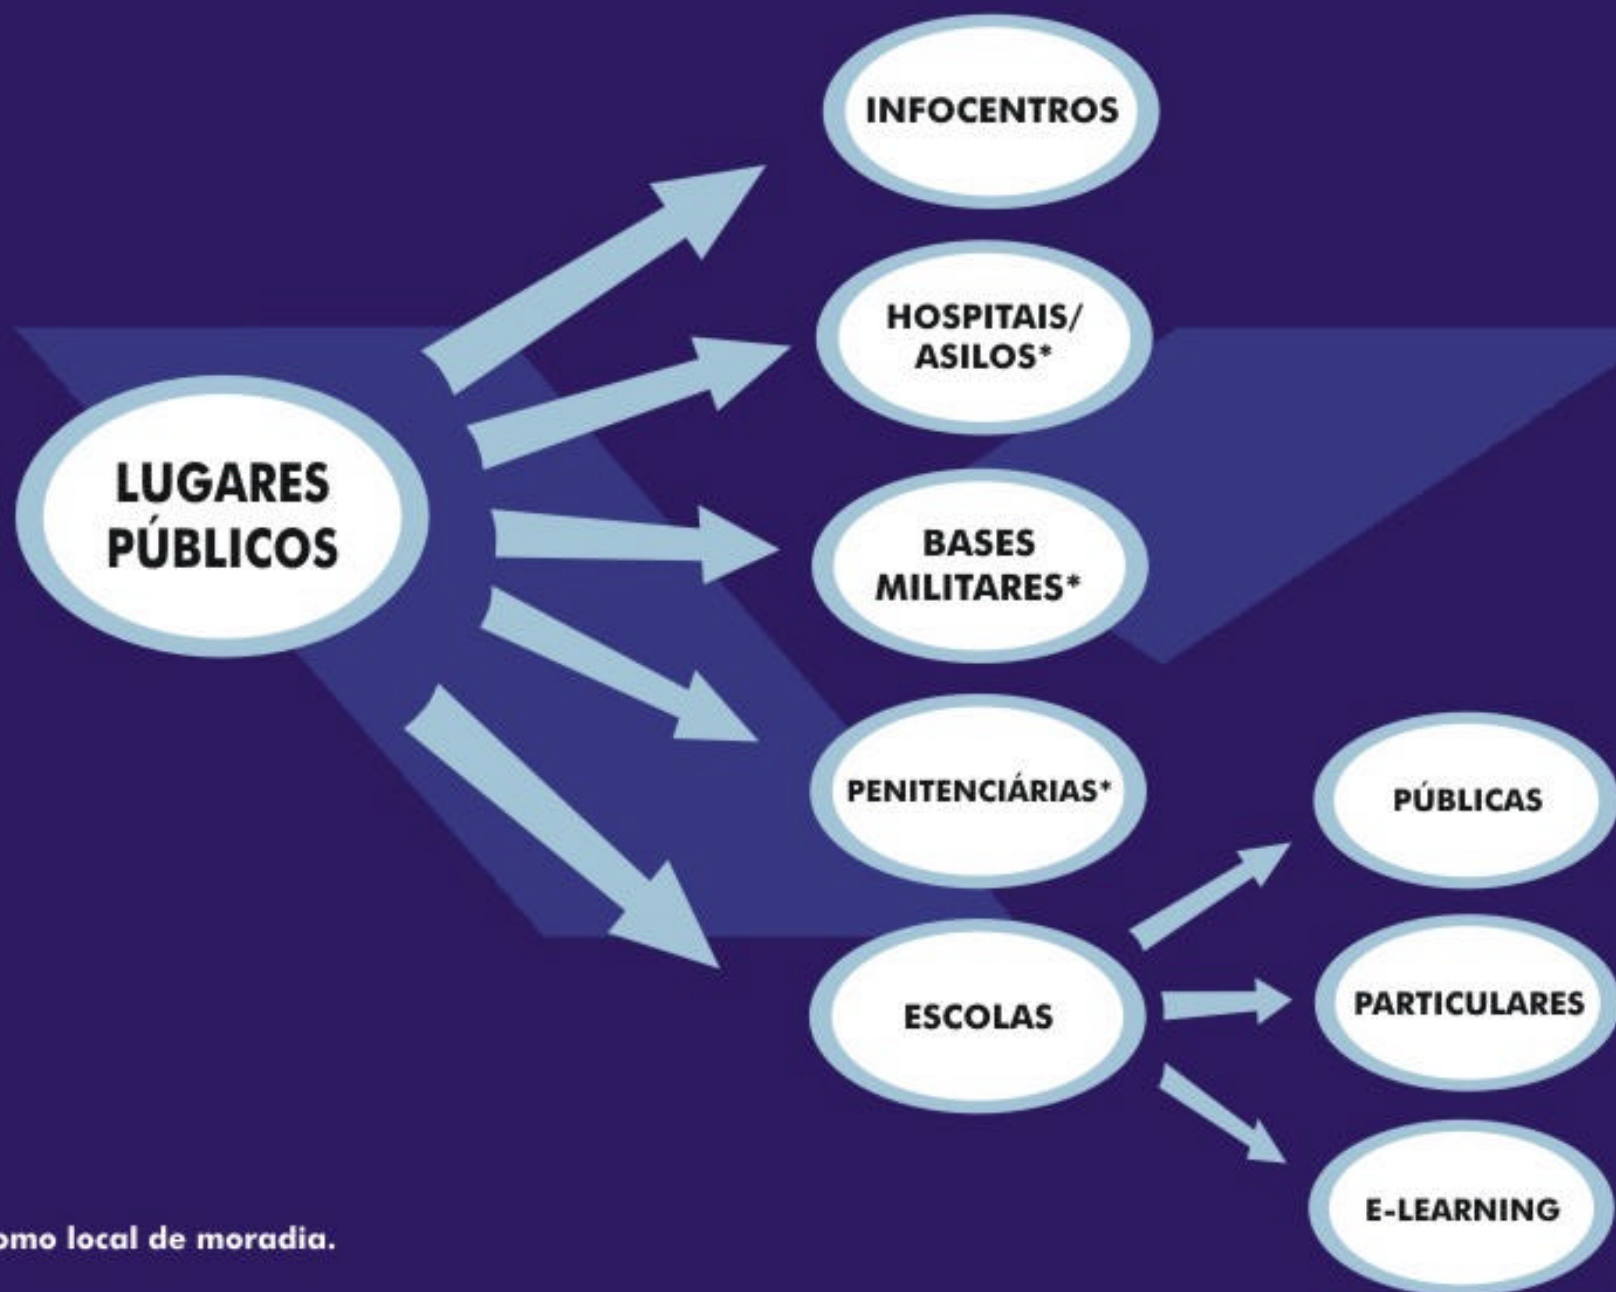 INFOCENTROS
HOSPITAIS/
ASILOS*
LUGARES
PÚBLICOS
BASES
MILITARES*
PENITENCIÁRIAS*
PÚBLICAS
ESCOLAS
PARTICULARES
E-LEARNING
omo local de moradia.